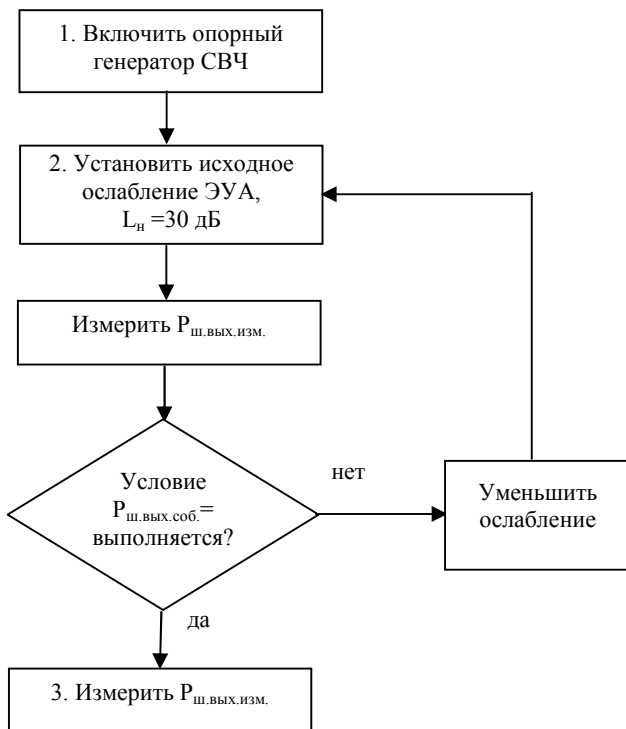 1. Включить опорный
генератор СВЧ
2. Установить исходное
ослабление ЭУА,
Lн =30 дБ
Измерить Pш.вых.изм.
Условие
Pш.вых.соб.=
выполняется?
нет
Уменьшить
ослабление
да
3. Измерить Pш.вых.изм.